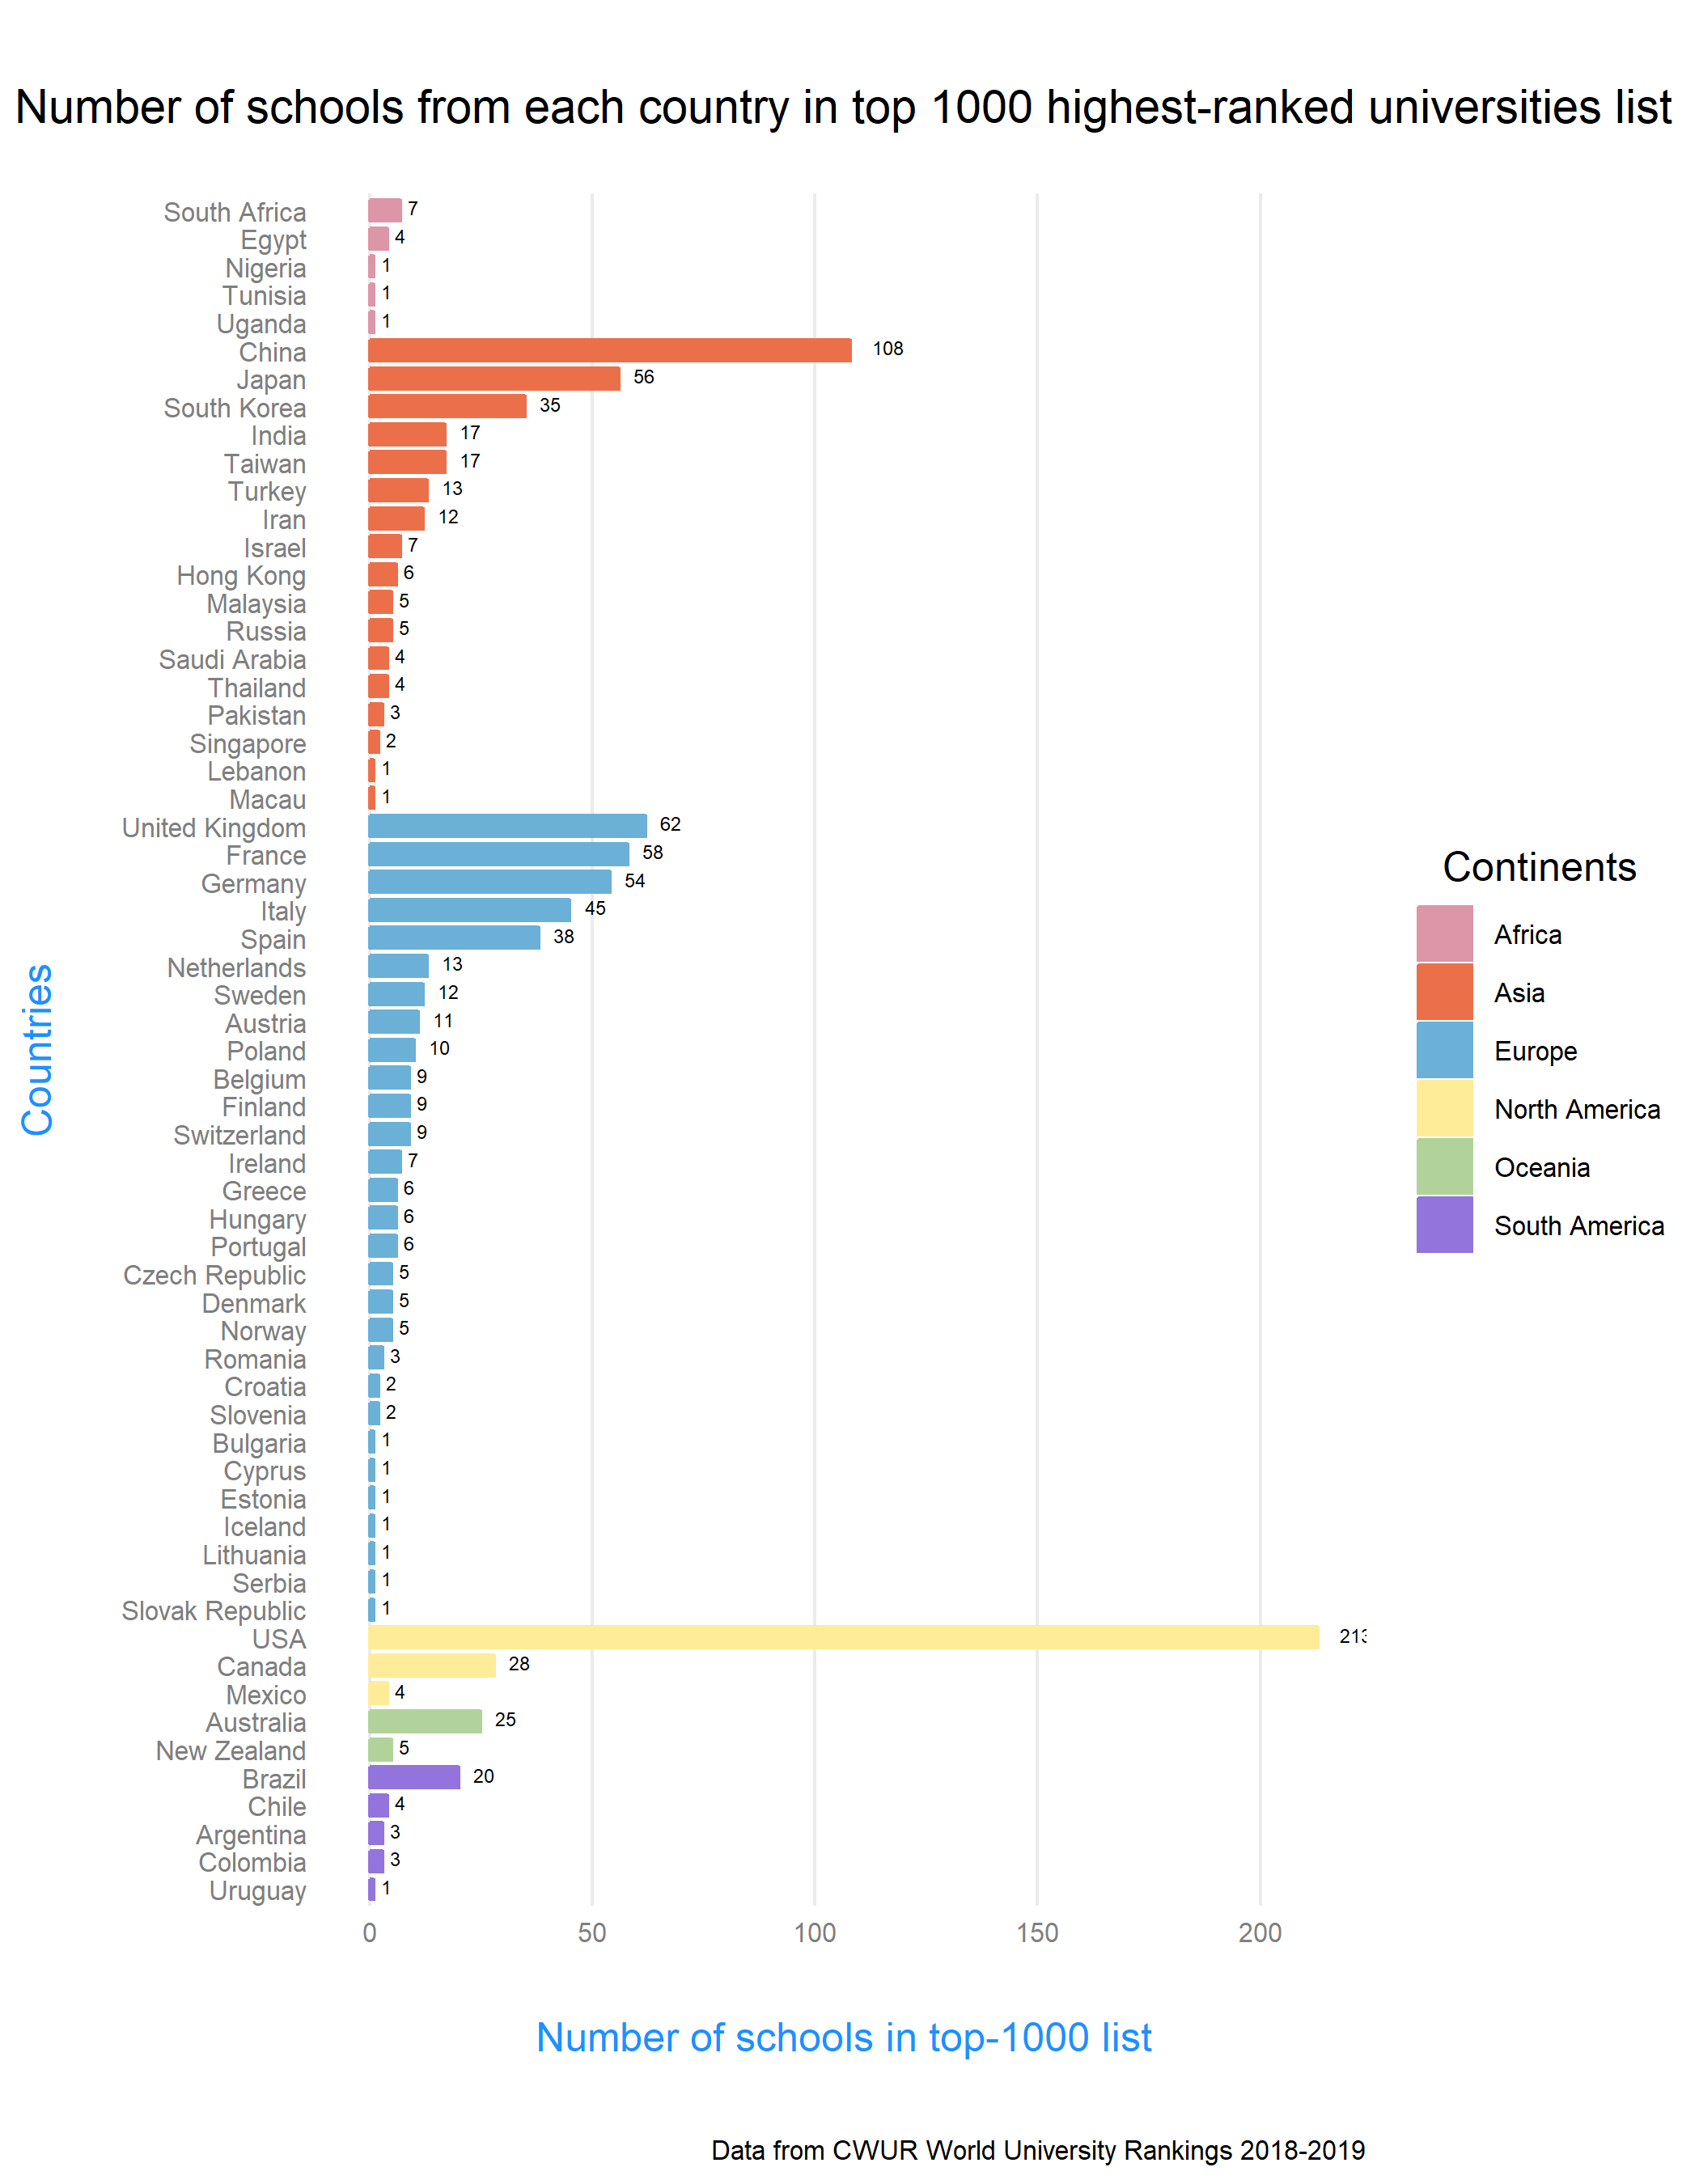 Number of schools from each country in top 1000 highest-ranked universities list
South Africa 7
Egypt 4
Nigeria 1
Tunisia 1
Uganda 1
China 108
Japan 56
South Korea 35
India 17
Taiwan 17
Turkey 13
Iran 12
Israel 7
Hong Kong 6
Malaysia 5
Russia 5
Saudi Arabia 4
Thailand 4
Pakistan 3
Singapore 2
Lebanon 1
Macau 1
United Kingdom 62
France 58
Germany 54
Italy 45
Spain 38
Netherlands 13
Sweden 12
Austria 11
Poland 10
Belgium 9
Finland 9
Switzerland 9
Ireland 7
Greece 6
Hungary 6
Portugal 6
Czech Republic 5
Denmark 5
Norway 5
Romania 3
Croatia 2
Slovenia 2
Bulgaria 1
Cyprus 1
Estonia 1
Iceland 1
Lithuania 1
Serbia 1
Slovak Republic 1
USA 213
Canada 28
Mexico 4
Australia 25
New Zealand 5
Brazil 20
Chile 4
Argentina 3
Colombia 3
Uruguay 1
0 50 100 150 200
Number of schools in top-1000 list
Countries
Continents
Africa
Asia
Europe
North America
Oceania
South America
Data from CWUR World University Rankings 2018-2019